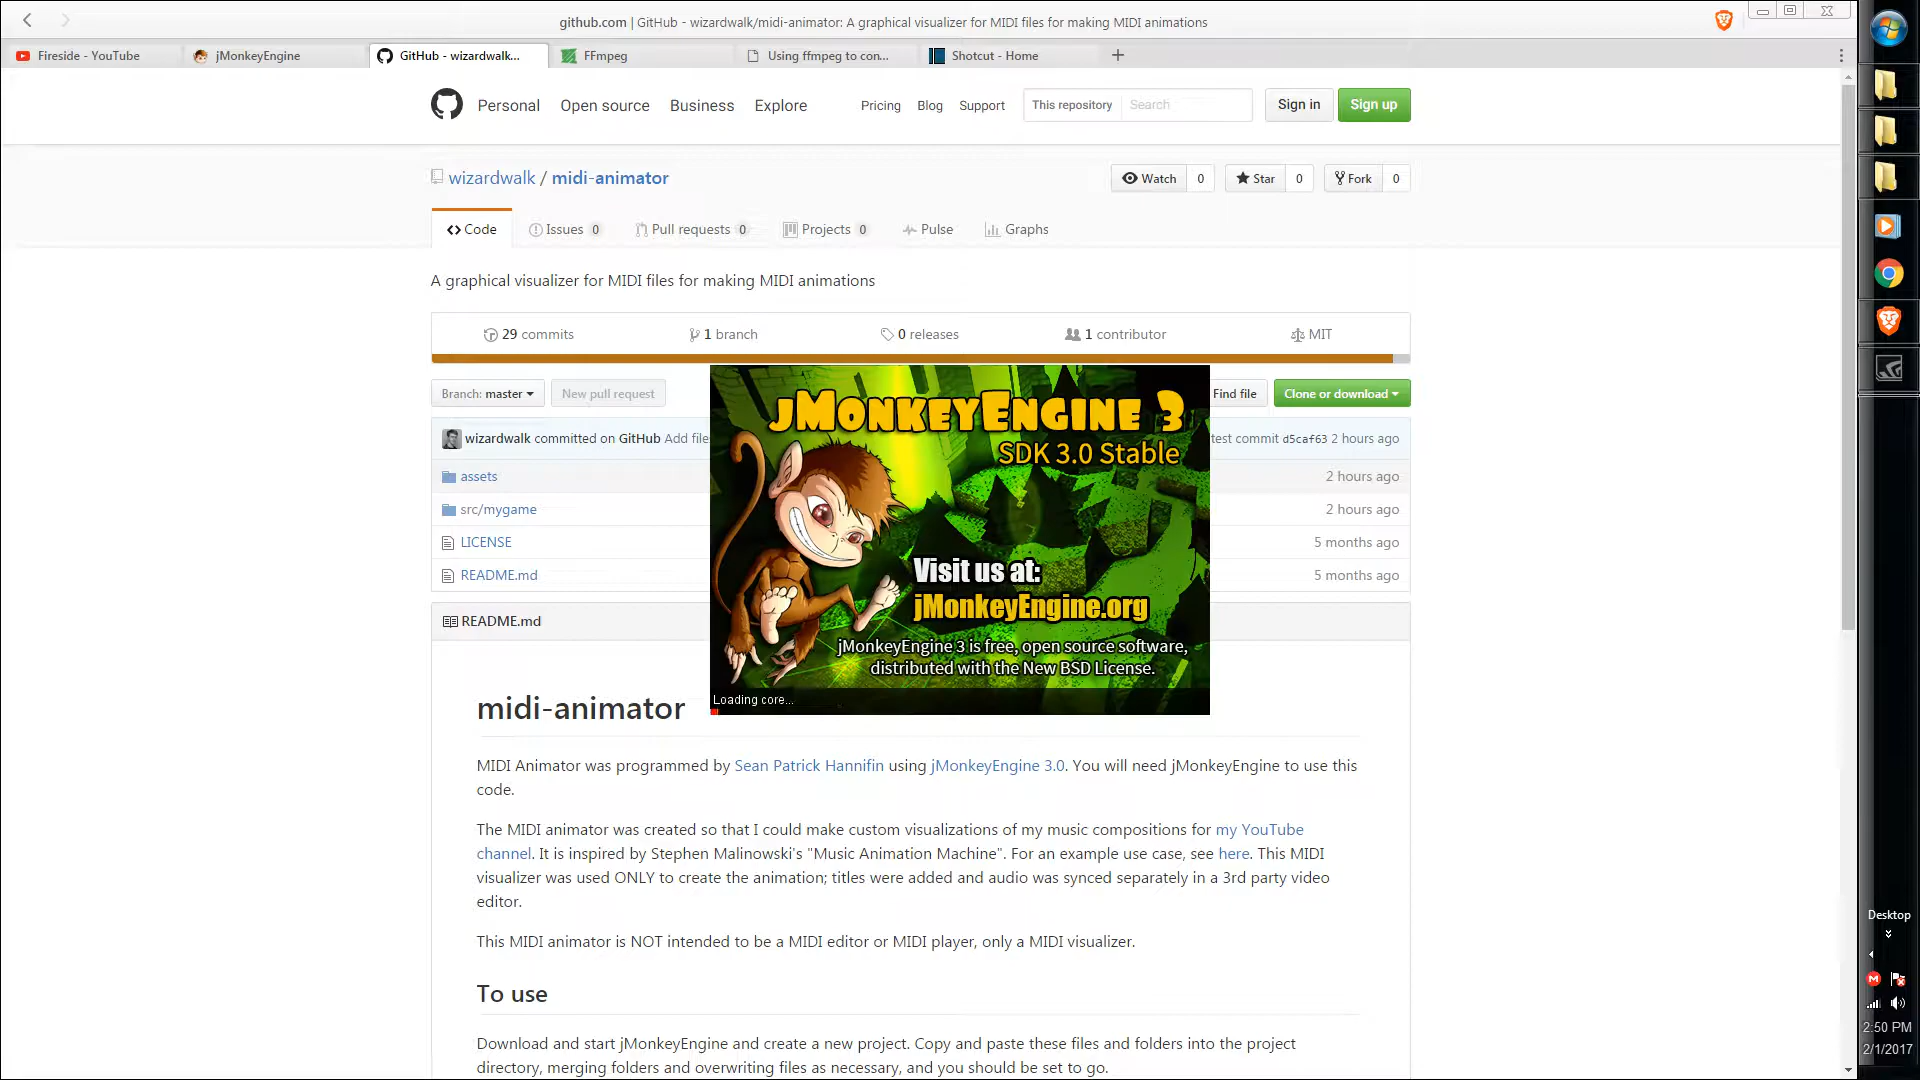 github.com | GitHub - wizardwalk/midi-animator: A graphical visualizer for MIDI files for making MIDI animations
Fireside - YouTube
jMonkeyEngine
GitHub - wizardwalk...
FFmpeg
Using ffmpeg to con...
Shotcut - Home
Personal
Open source
Business
Explore
Pricing
Blog
Support
This repository
Search
Sign in
Sign up
wizardwalk / midi-animator
Watch 0
Star 0
Fork 0
Code
Issues 0
Pull requests 0
Projects 0
Pulse
Graphs
A graphical visualizer for MIDI files for making MIDI animations
29 commits
1 branch
0 releases
1 contributor
MIT
Branch: master
New pull request
Find file
Clone or download
wizardwalk committed on GitHub Add file
test commit d5caf63 2 hours ago
assets
2 hours ago
src/mygame
2 hours ago
LICENSE
5 months ago
README.md
5 months ago
README.md
jMonkeyEngine 3
SDK 3.0 Stable
Visit us at:
jMonkeyEngine.org
jMonkeyEngine 3 is free, open source software,
distributed with the New BSD License.
Loading core...
midi-animator
MIDI Animator was programmed by Sean Patrick Hannifin using jMonkeyEngine 3.0. You will need jMonkeyEngine to use this
code.
The MIDI animator was created so that I could make custom visualizations of my music compositions for my YouTube
channel. It is inspired by Stephen Malinowski's "Music Animation Machine". For an example use case, see here. This MIDI
visualizer was used ONLY to create the animation; titles were added and audio was synced separately in a 3rd party video
editor.
This MIDI animator is NOT intended to be a MIDI editor or MIDI player, only a MIDI visualizer.
To use
Download and start jMonkeyEngine and create a new project. Copy and paste these files and folders into the project
directory, merging folders and overwriting files as necessary, and you should be set to go.
Desktop
2:50 PM
2/1/2017